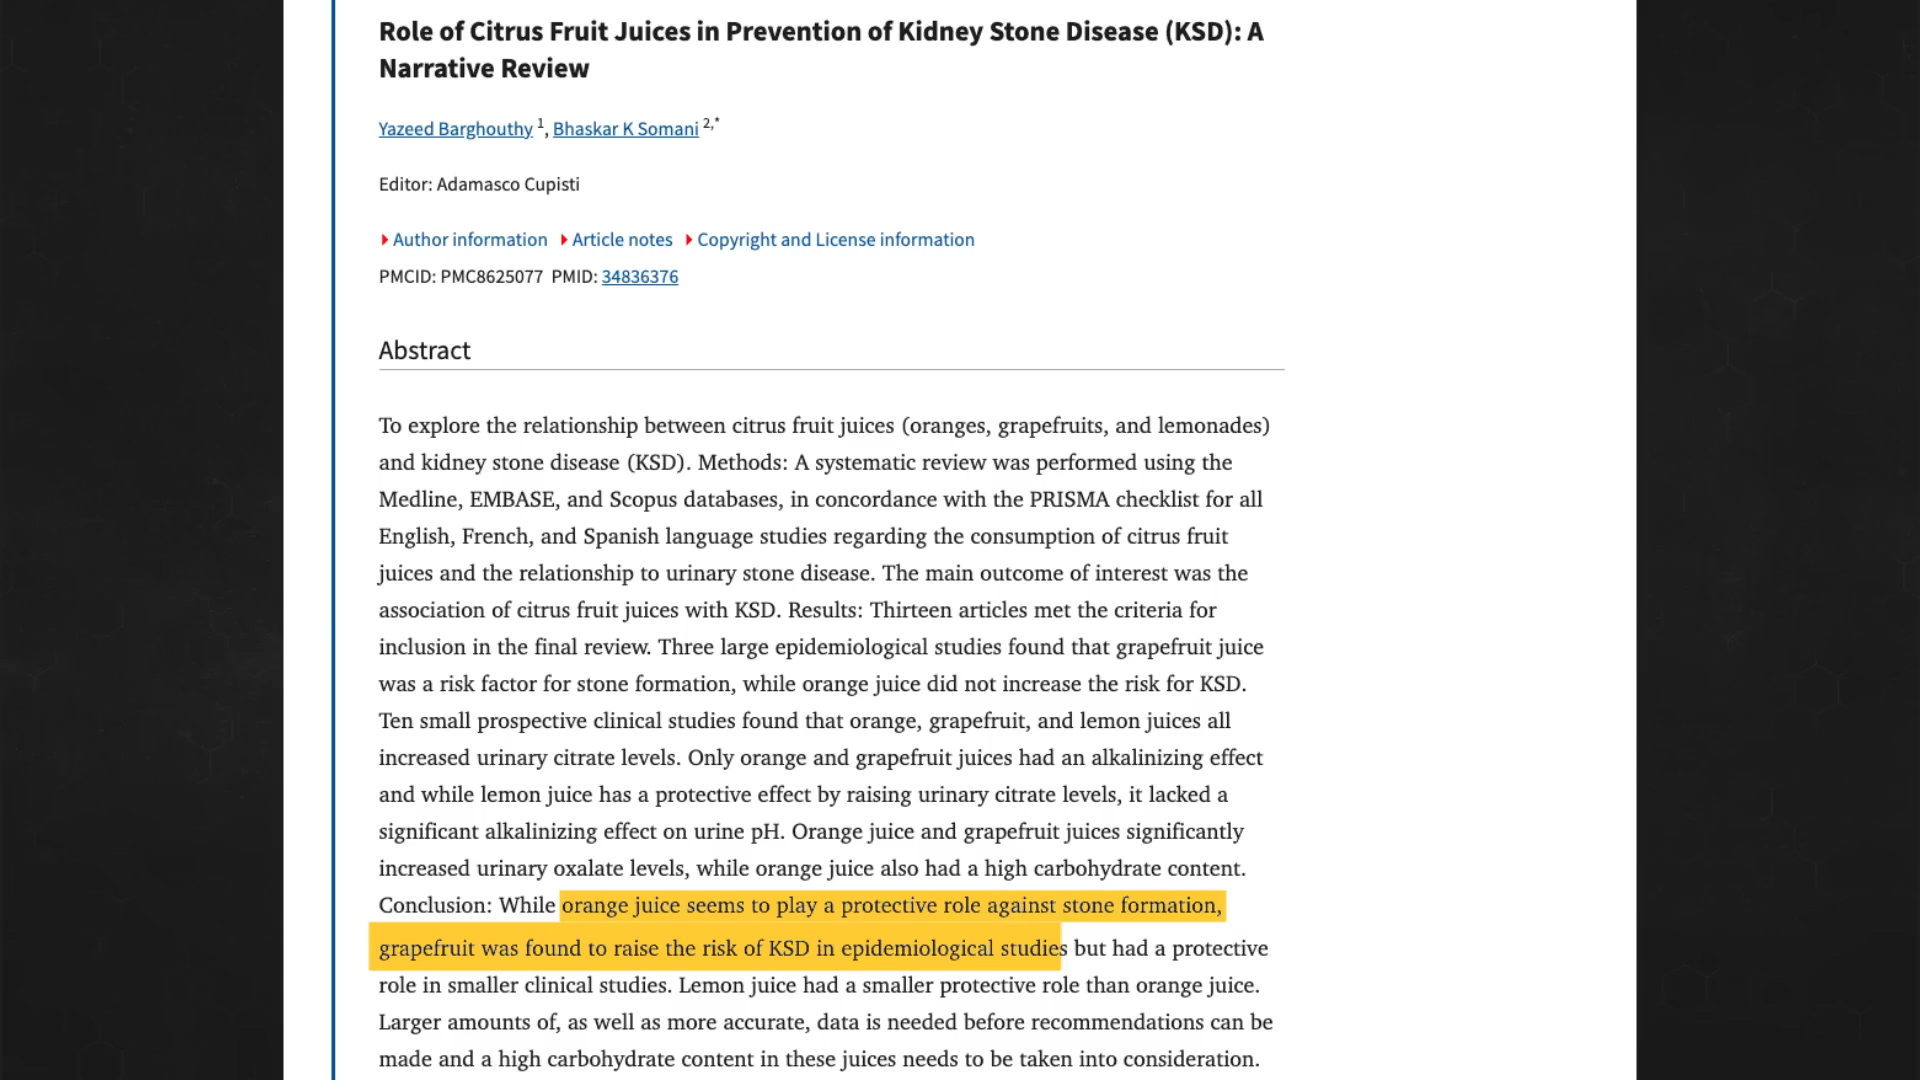 Role of Citrus Fruit Juices in Prevention of Kidney Stone Disease (KSD): A
Narrative Review
Yazeed Barghouthy 1, Bhaskar K Somani 2,*
Editor: Adamasco Cupisti
Author information Article notes Copyright and License information
PMCID: PMC8625077 PMID: 34836376
Abstract
To explore the relationship between citrus fruit juices (oranges, grapefruits, and lemonades)
and kidney stone disease (KSD). Methods: A systematic review was performed using the
Medline, EMBASE, and Scopus databases, in concordance with the PRISMA checklist for all
English, French, and Spanish language studies regarding the consumption of citrus fruit
juices and the relationship to urinary stone disease. The main outcome of interest was the
association of citrus fruit juices with KSD. Results: Thirteen articles met the criteria for
inclusion in the final review. Three large epidemiological studies found that grapefruit juice
was a risk factor for stone formation, while orange juice did not increase the risk for KSD.
Ten small prospective clinical studies found that orange, grapefruit, and lemon juices all
increased urinary citrate levels. Only orange and grapefruit juices had an alkalinizing effect
and while lemon juice has a protective effect by raising urinary citrate levels, it lacked a
significant alkalinizing effect on urine pH. Orange juice and grapefruit juices significantly
increased urinary oxalate levels, while orange juice also had a high carbohydrate content.
Conclusion: While orange juice seems to play a protective role against stone formation,
grapefruit was found to raise the risk of KSD in epidemiological studies but had a protective
role in smaller clinical studies. Lemon juice had a smaller protective role than orange juice.
Larger amounts of, as well as more accurate, data is needed before recommendations can be
made and a high carbohydrate content in these juices needs to be taken into consideration.